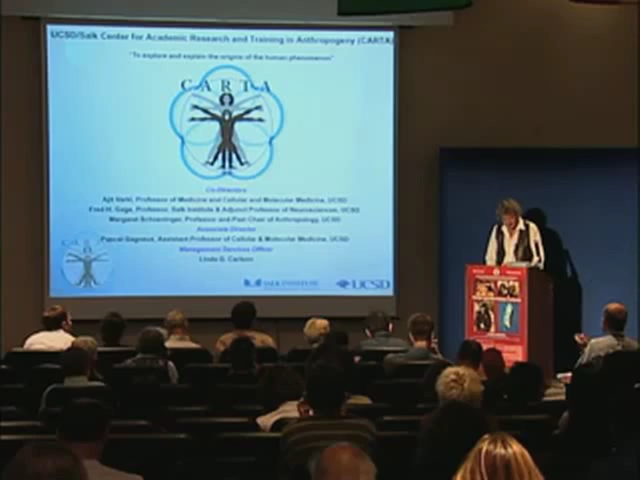 UCSD/Salk Center for Academic Research and Training in Anthropogeny (CARTA)
"To explore and explain the origins of the human phenomenon"
CARTA
Co-Directors
Ajit Varki, Professor of Medicine and Cellular and Molecular Medicine, UCSD
Fred H. Gage, Professor, Salk Institute & Adjunct Professor of Neurosciences, UCSD
Margaret Schoeninger, Professor and Past Chair of Anthropology, UCSD
Associate Director
Pascal Gagneux, Assistant Professor of Cellular & Molecular Medicine, UCSD
Management Services Officer
Linda G. Carlson
SALK INSTITUTE
UCSD